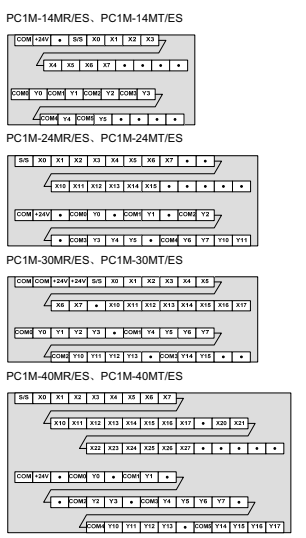 PC1M-14MR/ES、PC1M-14MT/ES
COM +24V • S/S X0 X1 X2 X3
X4 X5 X6 X7 • • • •
COM0 Y0 COM1 Y1 COM2 Y2 COM3 Y3
COM4 Y4 COM5 Y5 • • • •
PC1M-24MR/ES、PC1M-24MT/ES
S/S X0 X1 X2 X3 X4 X5 X6 X7 • •
X10 X11 X12 X13 X14 X15 • • • • •
COM +24V • COM0 Y0 • COM1 Y1 • COM2 Y2
• COM3 Y3 Y4 Y5 • COM4 Y6 Y7 Y10 Y11
PC1M-30MR/ES、PC1M-30MT/ES
COM COM +24V +24V S/S X0 X1 X2 X3 X4 X5
X6 X7 • X10 X11 X12 X13 X14 X15 X16 X17
COM0 Y0 Y1 Y2 Y3 • COM1 Y4 Y5 Y6 Y7
COM2 Y10 Y11 Y12 Y13 • COM3 Y14 Y15 • •
PC1M-40MR/ES、PC1M-40MT/ES
S/S X0 X1 X2 X3 X4 X5 X6 X7
X10 X11 X12 X13 X14 X15 X16 X17 • X20 X21
X22 X23 X24 X25 X26 X27 • • • • •
COM +24V • COM0 Y0 • COM1 Y1 •
• COM2 Y2 Y3 • COM3 Y4 Y5 Y6 Y7 •
COM4 Y10 Y11 Y12 Y13 • COM5 Y14 Y15 Y16 Y17